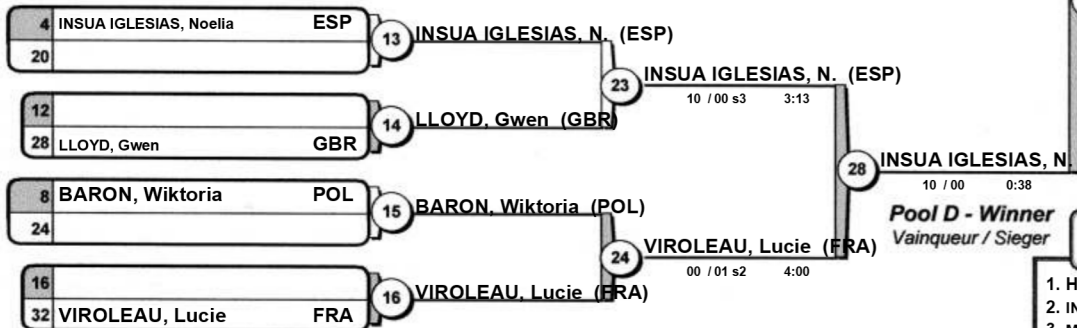 4 INSUA IGLESIAS, Noelia ESP
20
13
INSUA IGLESIAS, N. (ESP)
12
28 LLOYD, Gwen GBR
14
LLOYD, Gwen (GBR)
23
INSUA IGLESIAS, N. (ESP)
10 / 00 s3 3:13
8 BARON, Wiktoria POL
24
15
BARON, Wiktoria (POL)
16
32 VIROLEAU, Lucie FRA
16
VIROLEAU, Lucie (FRA)
24
VIROLEAU, Lucie (FRA)
00 / 01 s2 4:00
28
INSUA IGLESIAS, N.
10 / 00 0:38
Pool D - Winner
Vainqueur / Sieger
1. H
2. IN
3. M